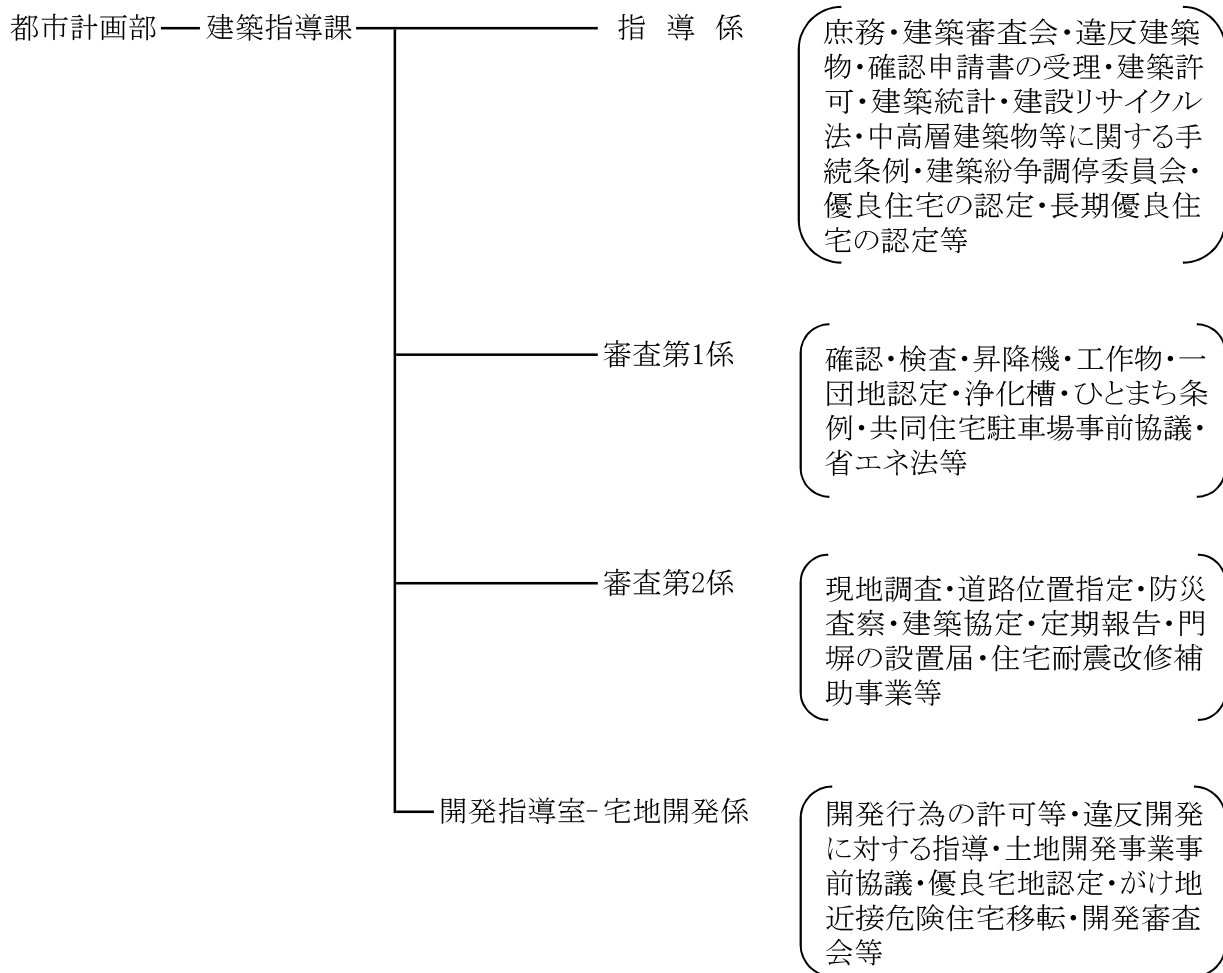 都市計画部 建築指導課 指導係
庶務・建築審査会・違反建築
物・確認申請書の受理・建築許
可・建築統計・建設リサイクル
法・中高層建築物等に関する手
続条例・建築紛争調停委員会・
優良住宅の認定・長期優良住
宅の認定等
審査第1係
確認・検査・昇降機・工作物・一
団地認定・浄化槽・ひとまち条
例・共同住宅駐車場事前協議・
省エネ法等
審査第2係
現地調査・道路位置指定・防災
査察・建築協定・定期報告・門
塀の設置届・住宅耐震改修補
助事業等
開発指導室-宅地開発係
開発行為の許可等・違反開発
に対する指導・土地開発事業事
前協議・優良宅地認定・がけ地
近接危険住宅移転・開発審査
会等